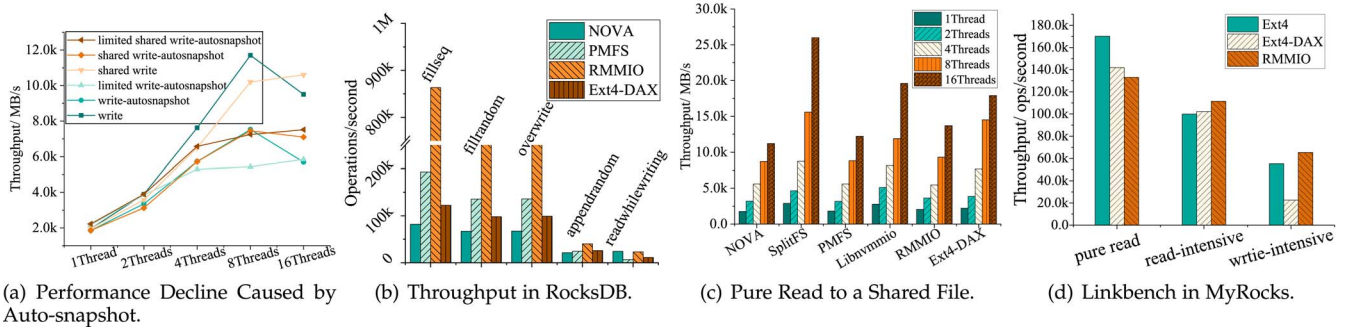 12.0k
10.0k
8.0k
6.0k
4.0k
2.0k
Throughput/ MB/s
limited shared write-autosnapshot
shared write-autosnapshot
shared write
limited write-autosnapshot
write-autosnapshot
write
1Thread
2Threads
4Threads
8Threads
16Threads
(a) Performance Decline Caused by
Auto-snapshot.
1M
900k
800k
200k
100k
0
Operations/second
NOVA
PMFS
RMMIO
Ext4-DAX
fillseq
fillrandom
overwrite
appendrandom
readwhilewriting
(b) Throughput in RocksDB.
30.0k
25.0k
20.0k
15.0k
10.0k
5.0k
0.0
Throughput/ MB/s
1Thread
2Threads
4Threads
8Threads
16Threads
NOVA
SplitFS
PMFS
Libnvmmio
RMMIO
Ext4-DAX
(c) Pure Read to a Shared File.
180.0k
160.0k
140.0k
120.0k
100.0k
80.0k
60.0k
40.0k
20.0k
0.0
Throughput/ ops/second
Ext4
Ext4-DAX
RMMIO
pure read
read-intensive
wrtie-intensive
(d) Linkbench in MyRocks.